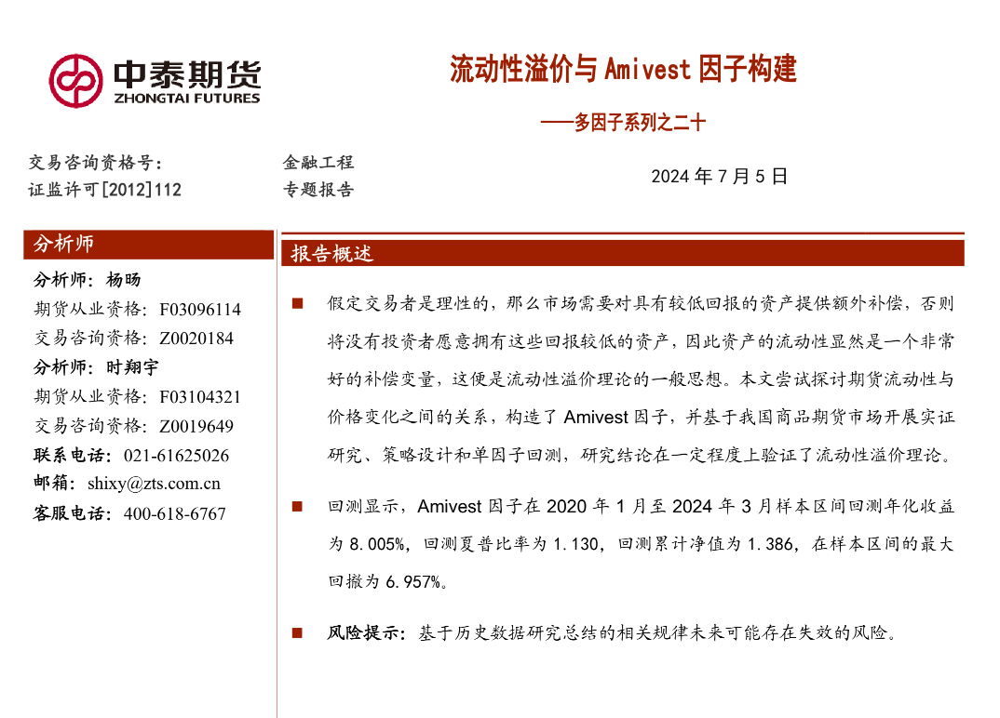 中泰期货
ZHONGTAI FUTURES
流动性溢价与 Amivest 因子构建
——多因子系列之二十
交易咨询资格号：
证监许可[2012]112
金融工程
专题报告
2024 年 7 月 5 日
分析师
分析师：杨旸
期货从业资格：F03096114
交易咨询资格：Z0020184
分析师：时翔宇
期货从业资格：F03104321
交易咨询资格：Z0019649
联系电话：021-61625026
邮箱：shixy@zts.com.cn
客服电话：400-618-6767
报告概述
■ 假定交易者是理性的，那么市场需要对具有较低回报的资产提供额外补偿，否则
将没有投资者愿意拥有这些回报较低的资产，因此资产的流动性显然是一个非常
好的补偿变量，这便是流动性溢价理论的一般思想。本文尝试探讨期货流动性与
价格变化之间的关系，构造了 Amivest 因子，并基于我国商品期货市场开展实证
研究、策略设计和单因子回测，研究结论在一定程度上验证了流动性溢价理论。
■ 回测显示，Amivest 因子在 2020 年 1 月至 2024 年 3 月样本区间回测年化收益
为 8.005%，回测夏普比率为 1.130，回测累计净值为 1.386，在样本区间的最大
回撤为 6.957%。
■ 风险提示：基于历史数据研究总结的相关规律未来可能存在失效的风险。